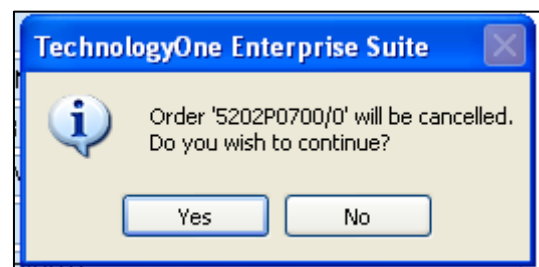 TechnologyOne Enterprise Suite
Order '5202P0700/0' will be cancelled.
Do you wish to continue?
Yes
No